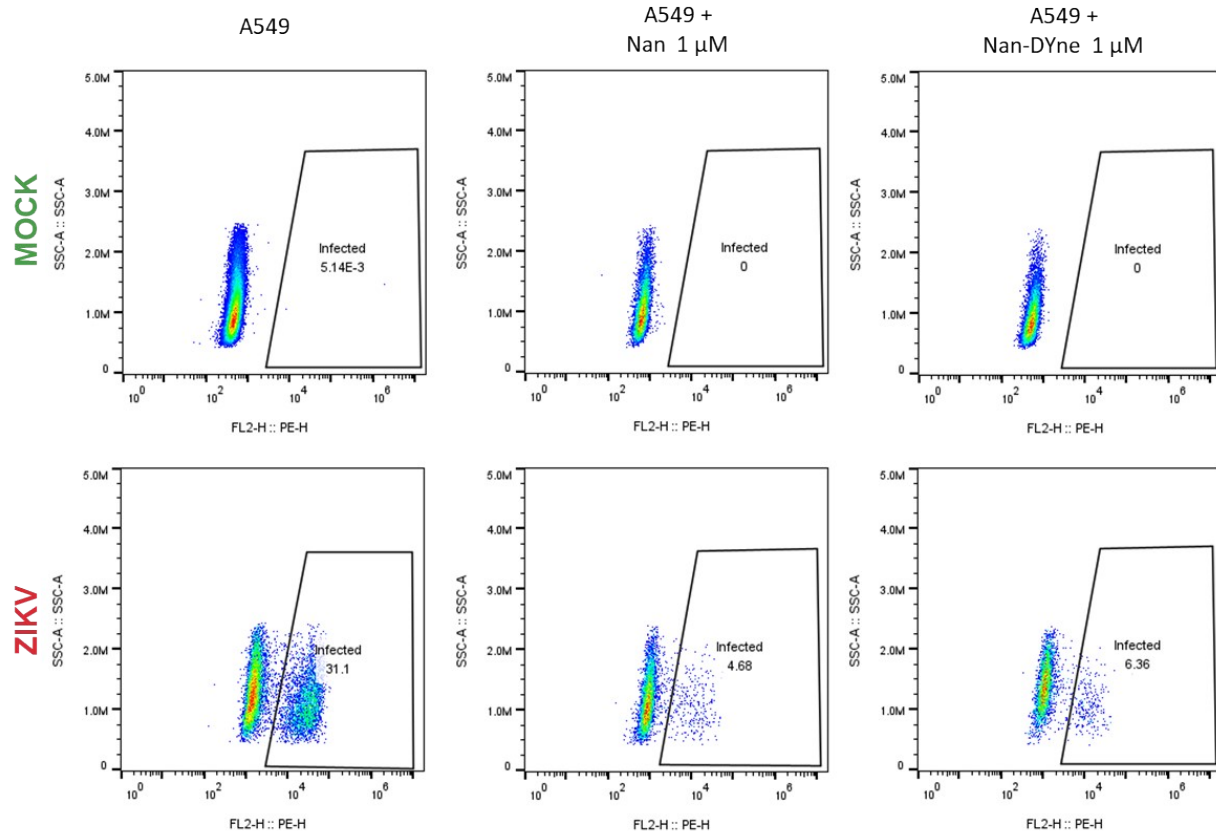 A549
A549 +
Nan 1 µM
A549 +
Nan-DYne 1 µM
MOCK
5.0M
4.0M
3.0M
2.0M
1.0M
0
SSC-A :: SSC-A
Infected
5.14E-3
10^0
10^2
10^4
10^6
FL2-H :: PE-H
5.0M
4.0M
3.0M
2.0M
1.0M
0
SSC-A :: SSC-A
Infected
0
10^0
10^2
10^4
10^6
FL2-H :: PE-H
5.0M
4.0M
3.0M
2.0M
1.0M
0
SSC-A :: SSC-A
Infected
0
10^0
10^2
10^4
10^6
FL2-H :: PE-H
ZIKV
5.0M
4.0M
3.0M
2.0M
1.0M
0
SSC-A :: SSC-A
Infected
31.1
10^0
10^2
10^4
10^6
FL2-H :: PE-H
5.0M
4.0M
3.0M
2.0M
1.0M
0
SSC-A :: SSC-A
Infected
4.68
10^0
10^2
10^4
10^6
FL2-H :: PE-H
5.0M
4.0M
3.0M
2.0M
1.0M
0
SSC-A :: SSC-A
Infected
6.36
10^0
10^2
10^4
10^6
FL2-H :: PE-H